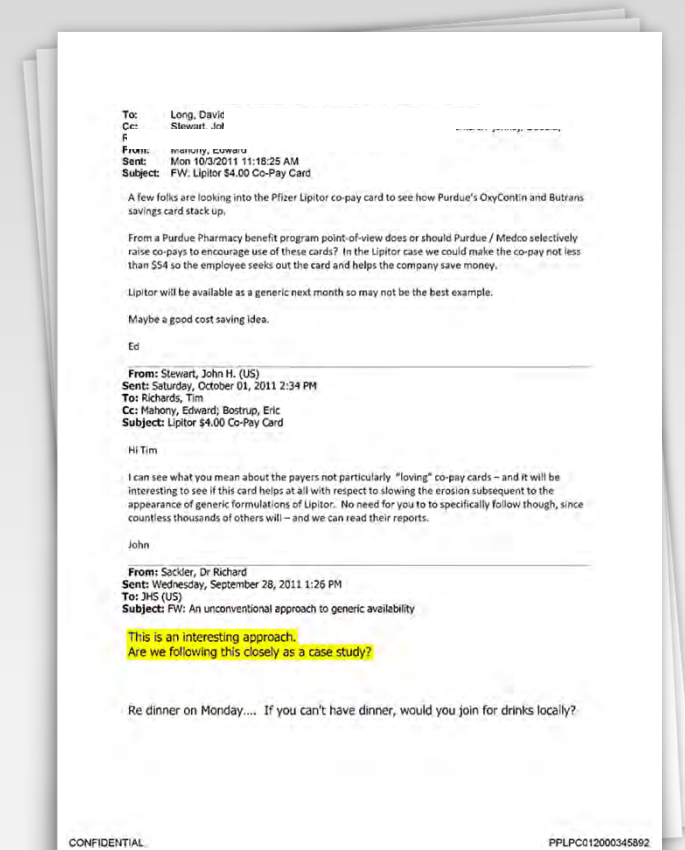 To: Long, David
Cc: Stewart, Jo
From: Mahony, Edward
Sent: Mon 10/3/2011 11:18:25 AM
Subject: FW: Lipitor $4.00 Co-Pay Card
A few folks are looking into the Pfizer Lipitor co-pay card to see how Purdue's OxyContin and Butrans
savings card stack up.
From a Purdue Pharmacy benefit program point-of-view does or should Purdue / Medco selectively
raise co-pays to encourage use of these cards? In the Lipitor case we could make the co-pay not less
than $54 so the employee seeks out the card and helps the company save money.
Lipitor will be available as a generic next month so may not be the best example.
Maybe a good cost saving idea.
Ed
From: Stewart, John H. (US)
Sent: Saturday, October 01, 2011 2:34 PM
To: Richards, Tim
Cc: Mahony, Edward; Bostrup, Eric
Subject: Lipitor $4.00 Co-Pay Card
Hi Tim
I can see what you mean about the payers not particularly "loving" co-pay cards – and it will be
interesting to see if this card helps at all with respect to slowing the erosion subsequent to the
appearance of generic formulations of Lipitor. No need for you to to specifically follow though, since
countless thousands of others will – and we can read their reports.
John
From: Sackler, Dr Richard
Sent: Wednesday, September 28, 2011 1:26 PM
To: JHS (US)
Subject: FW: An unconventional approach to generic availability
This is an interesting approach.
Are we following this closely as a case study?
Re dinner on Monday.... If you can't have dinner, would you join for drinks locally?
CONFIDENTIAL
PPLPC012000345892